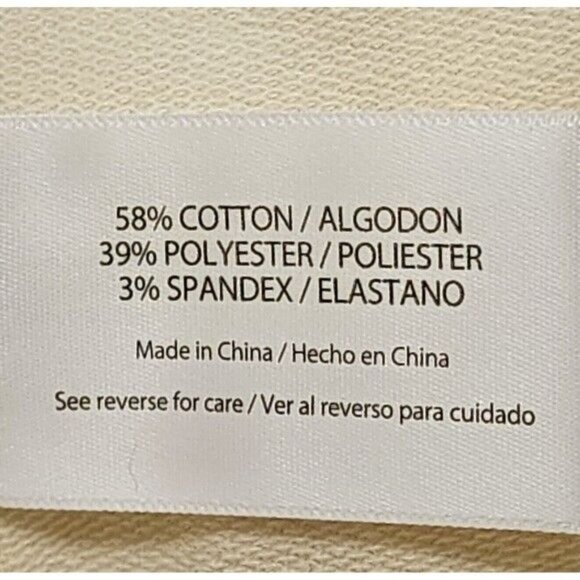 58% COTTON / ALGODON
39% POLYESTER / POLIESTER
3% SPANDEX / ELASTANO
Made in China / Hecho en China
See reverse for care / Ver al reverso para cuidado